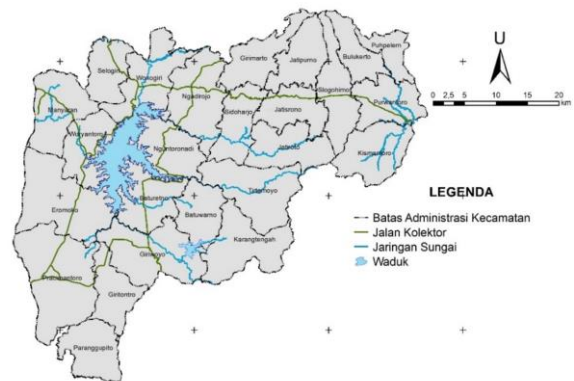 Puhpelem
Girimarto
Jatipurno
Bulukerto
Selogiri
Wonogiri
Slogohimo
Ngadirojo
Purwantoro
Manyaran
Sidoharjo
Jatisrono
Wuryantoro
Jatiroto
Kismantoro
Nguntoronadi
Tirtomoyo
Baturetno
Eromoko
Batuwarno
Karangtengah
Giriwoyo
Pracimantoro
Giritontro
Paranggupito
U
0 2,5 5 10 15 20
km
LEGENDA
Batas Administrasi Kecamatan
Jalan Kolektor
Jaringan Sungai
Waduk